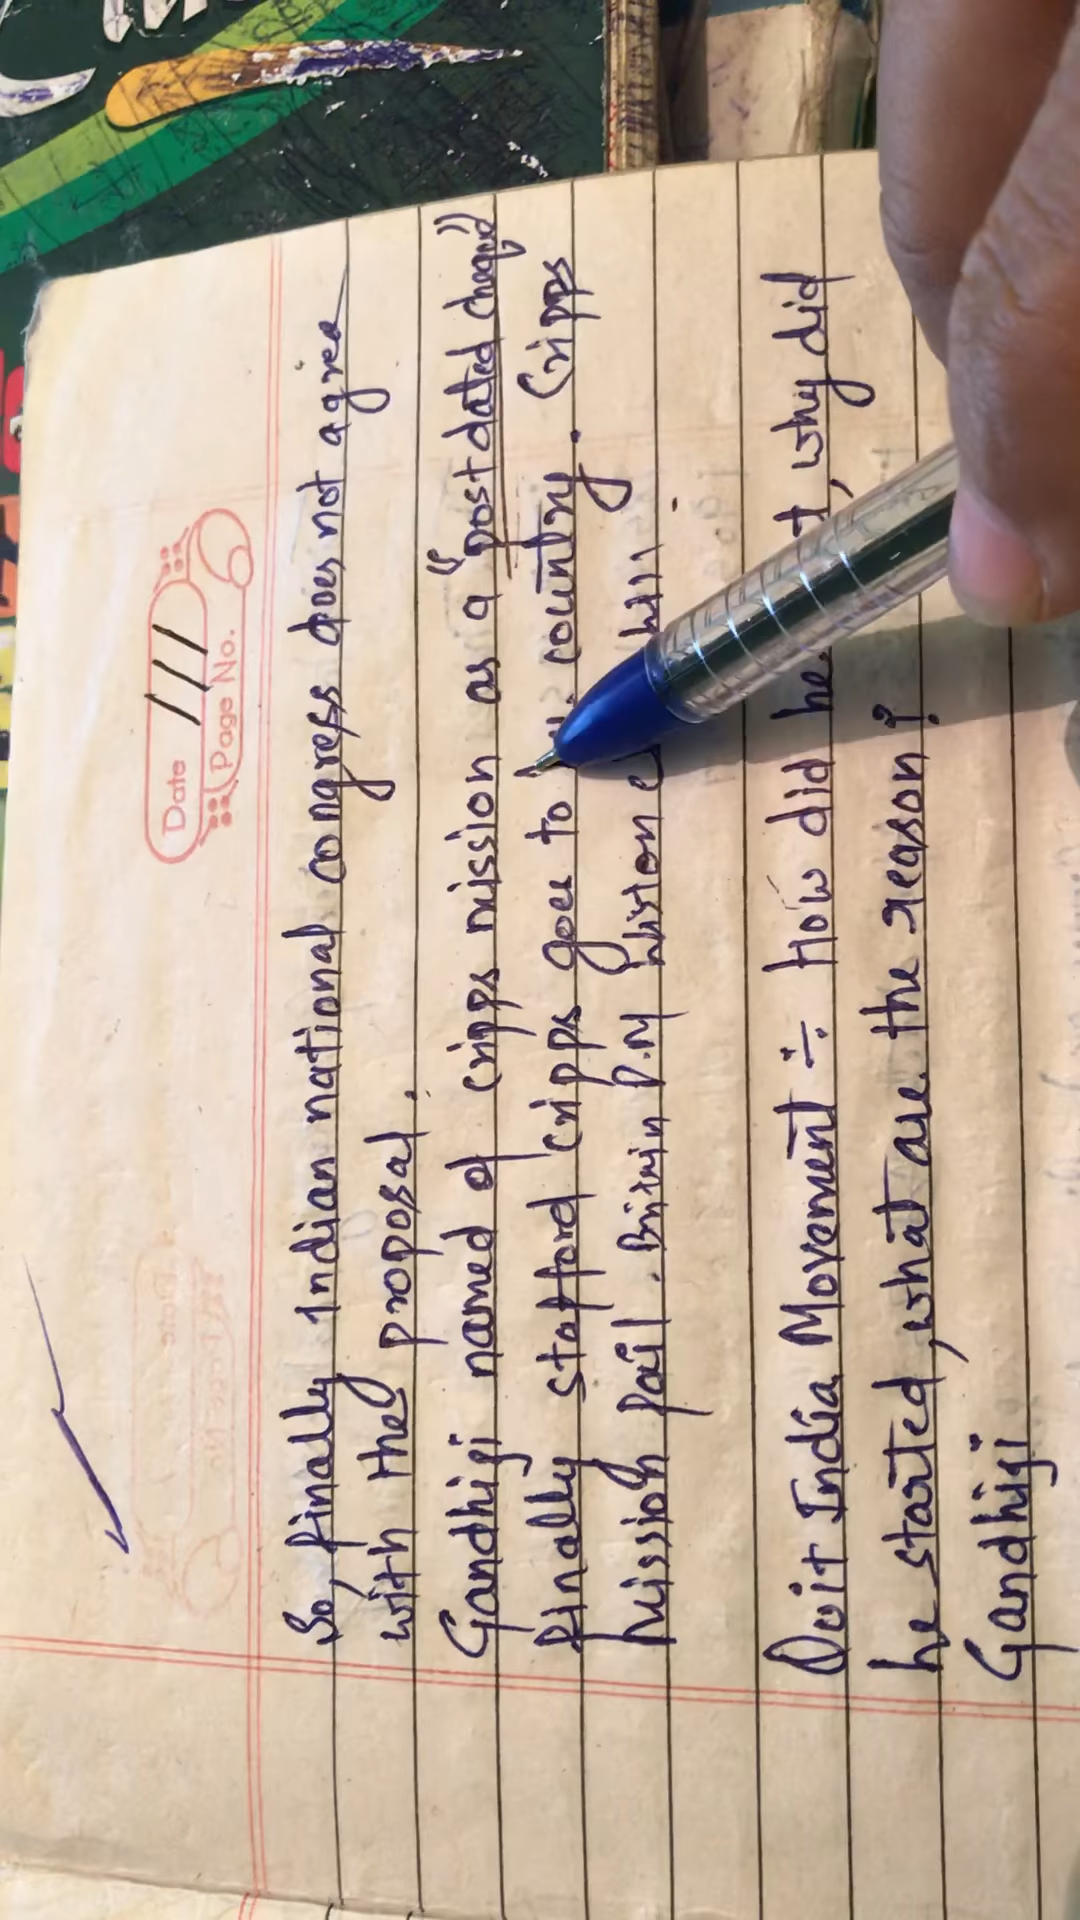 Date
Page No.
So, finally Indian national congress does not agree
with the proposal.
Gandhiji named of cripps mission as a "post dated cheque"
finally stafford cripps goes to country. Cripps
mission fail. Britrin P.M Whiston
Quit India Movement ÷ How did he , why did
he started, what are the reason?
Gandhiji